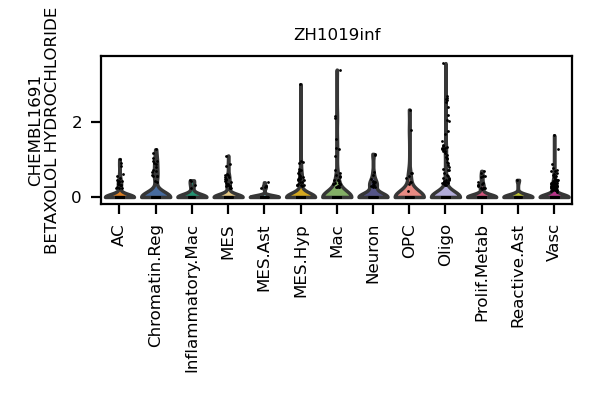 ZH1019inf
CHEMBL1691
BETAXOLOL HYDROCHLORIDE
2
0
AC
Chromatin.Reg
Inflammatory.Mac
MES
MES.Ast
MES.Hyp
Mac
Neuron
OPC
Oligo
Prolif.Metab
Reactive.Ast
Vasc